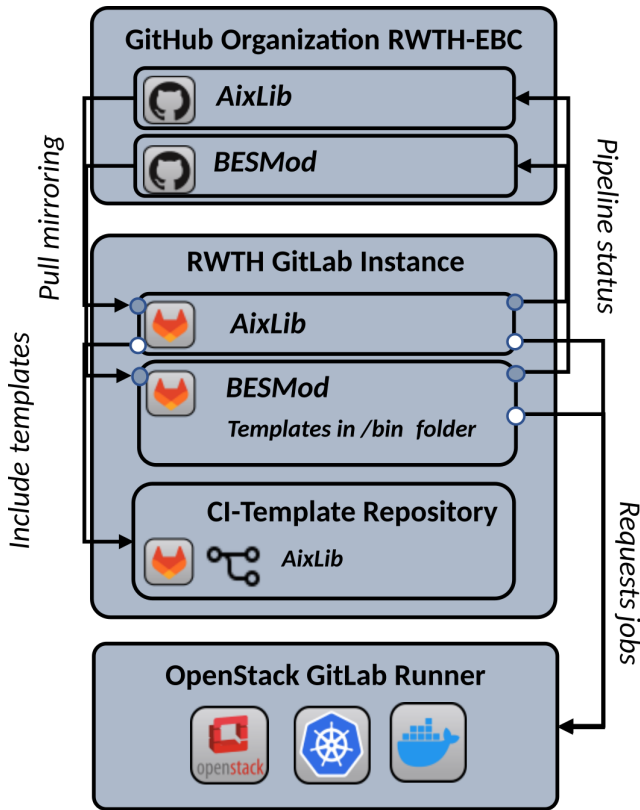 GitHub Organization RWTH-EBC
AixLib
BESMod
Pull mirroring
Pipeline status
RWTH GitLab Instance
AixLib
BESMod
Templates in /bin folder
Include templates
CI-Template Repository
AixLib
Requests jobs
OpenStack GitLab Runner
openstack